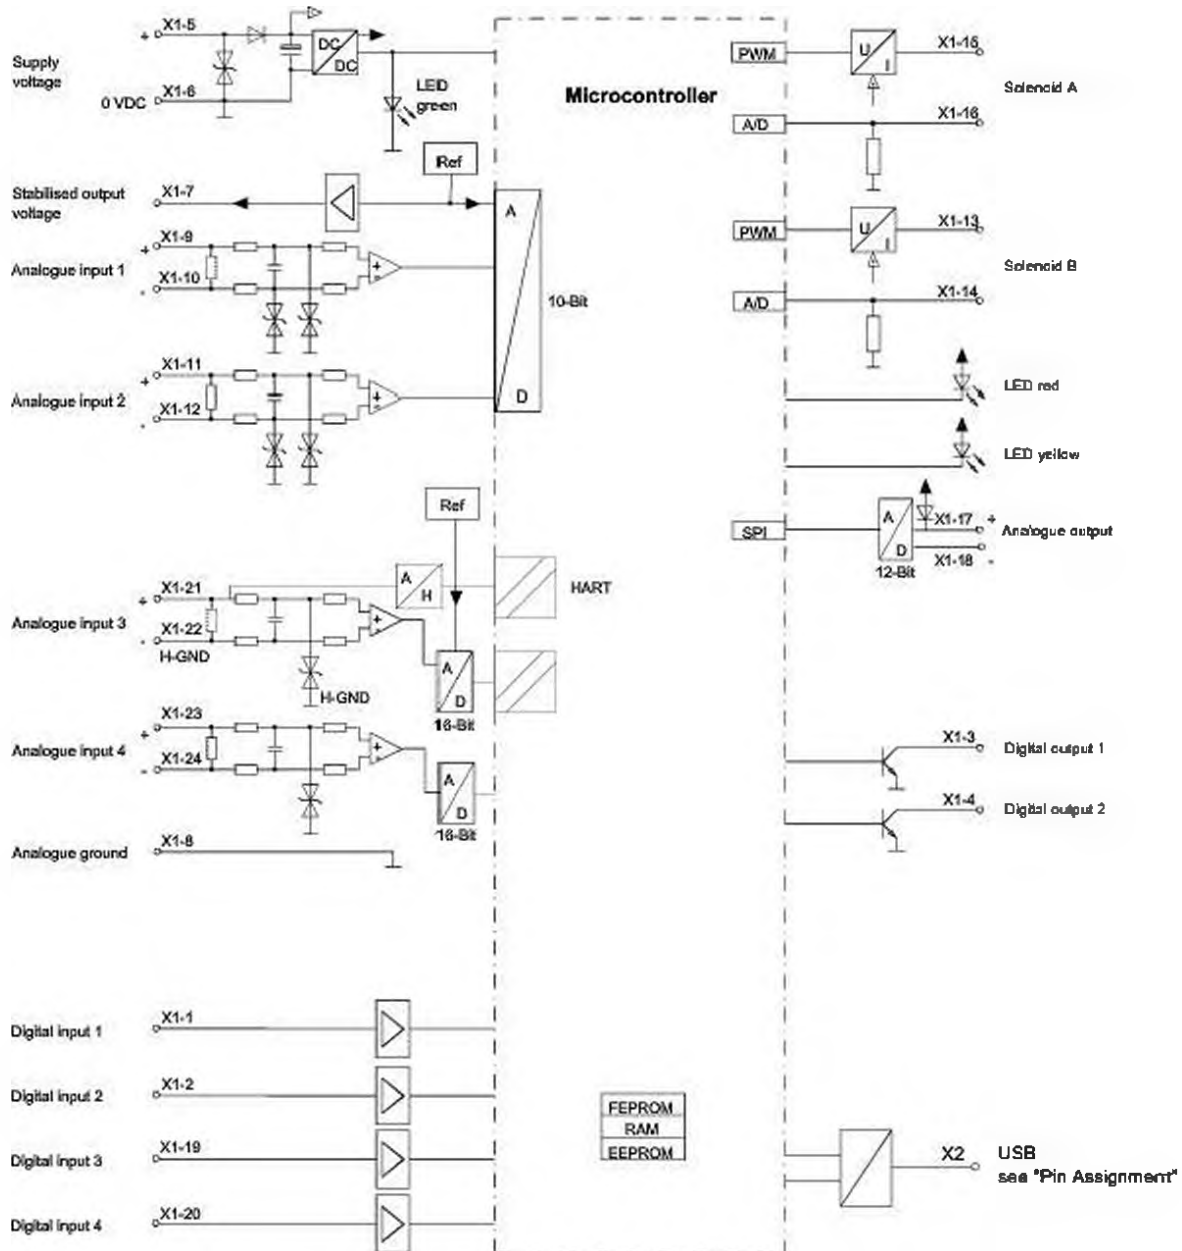 X1-5
+
DC
DC
Supply
voltage
X1-6
0 VDC
LED
green
Microcontroller
PWM
U
I
X1-15
Solenoid A
A/D
X1-16
Ref
Stabilised output
voltage
X1-7
A
D
10-Bit
X1-9
+
Analogue input 1
X1-10
-
PWM
U
I
X1-13
Solenoid B
A/D
X1-14
X1-11
+
Analogue input 2
X1-12
-
LED red
LED yellow
Ref
SPI
A
D
12-Bit
X1-17
+
Analogue output
X1-18
-
A
H
HART
X1-21
+
Analogue input 3
X1-22
-
H-GND
H-GND
A
D
16-Bit
X1-23
+
Analogue input 4
X1-24
-
A
D
16-Bit
X1-3
Digital output 1
X1-4
Digital output 2
Analogue ground
X1-8
Digital input 1
X1-1
Digital input 2
X1-2
Digital input 3
X1-19
Digital input 4
X1-20
FEPROM
RAM
EEPROM
X2
USB
see "Pin Assignment"